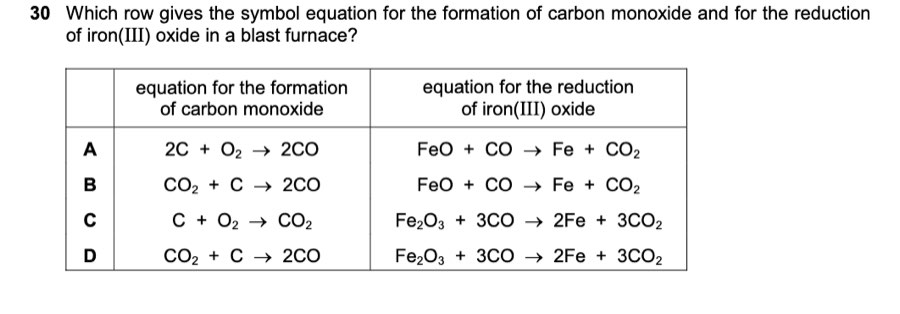 30 Which row gives the symbol equation for the formation of carbon monoxide and for the reduction
of iron(III) oxide in a blast furnace?
equation for the formation of carbon monoxide | equation for the reduction of iron(III) oxide
A 2C + O₂ → 2CO FeO + CO → Fe + CO₂
B CO₂ + C → 2CO FeO + CO → Fe + CO₂
C C + O₂ → CO₂ Fe₂O₃ + 3CO → 2Fe + 3CO₂
D CO₂ + C → 2CO Fe₂O₃ + 3CO → 2Fe + 3CO₂